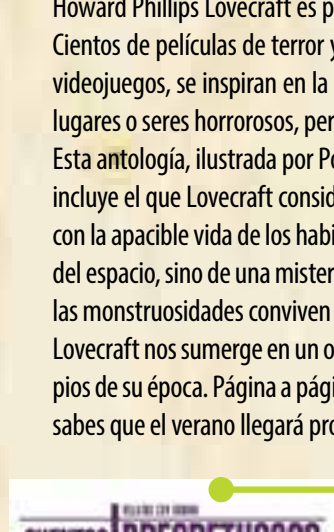 Howard Phillips Lovecraft es p
Cientos de películas de terror y
videojuegos, se inspiran en la
lugares o seres horrorosos, per
Esta antología, ilustrada por Po
incluye el que Lovecraft consid
con la apacible vida de los habi
del espacio, sino de una mister
las monstruosidades conviven
Lovecraft nos sumerge en un o
pios de su época. Página a pági
sabes que el verano llegará pro